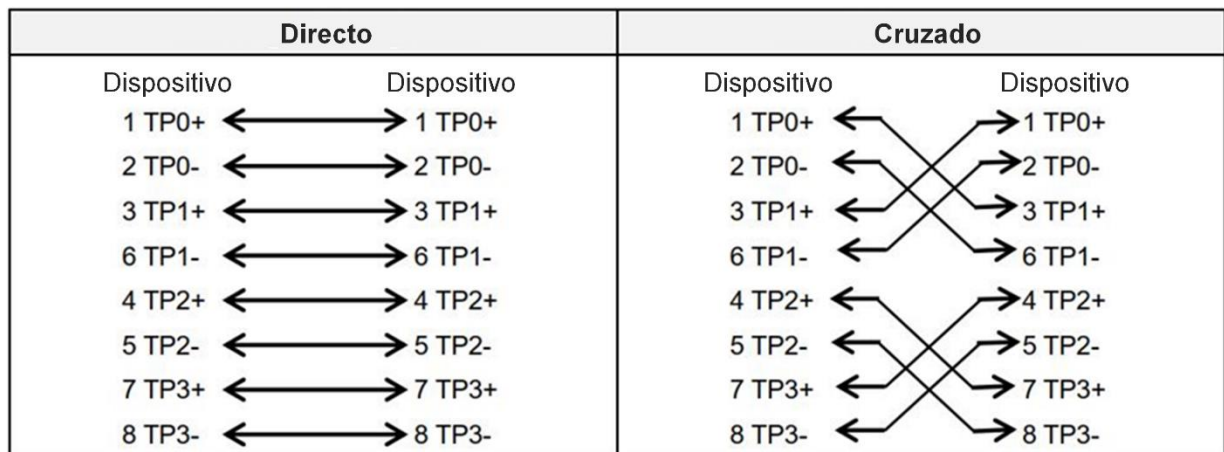 Directo Cruzado
Dispositivo Dispositivo Dispositivo Dispositivo
1 TP0+ 1 TP0+ 1 TP0+ 1 TP0+
2 TP0- 2 TP0- 2 TP0- 2 TP0-
3 TP1+ 3 TP1+ 3 TP1+ 3 TP1+
6 TP1- 6 TP1- 6 TP1- 6 TP1-
4 TP2+ 4 TP2+ 4 TP2+ 4 TP2+
5 TP2- 5 TP2- 5 TP2- 5 TP2-
7 TP3+ 7 TP3+ 7 TP3+ 7 TP3+
8 TP3- 8 TP3- 8 TP3- 8 TP3-